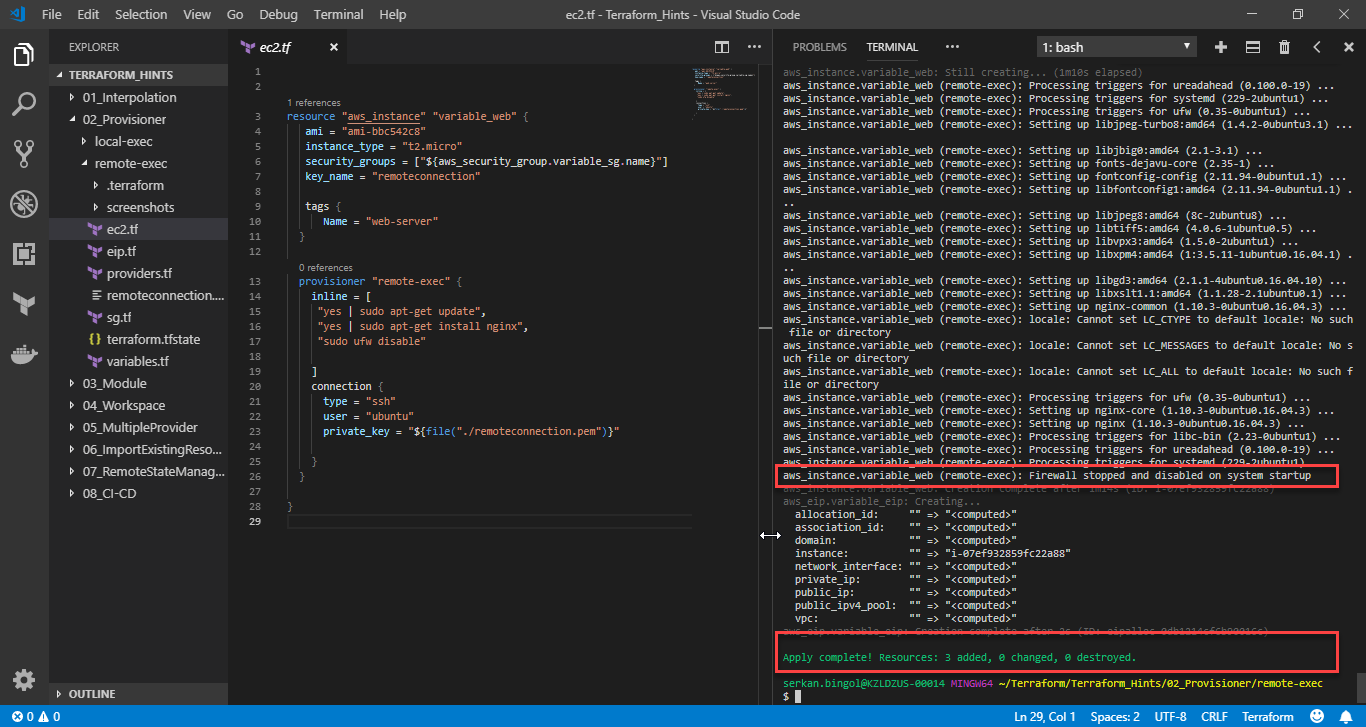 File Edit Selection View Go Debug Terminal Help
ec2.tf - Terraform_Hints - Visual Studio Code
EXPLORER
TERRAFORM_HINTS
01_Interpolation
02_Provisioner
local-exec
remote-exec
.terraform
screenshots
ec2.tf
eip.tf
providers.tf
remoteconnection....
sg.tf
terraform.tfstate
variables.tf
03_Module
04_Workspace
05_MultipleProvider
06_ImportExistingReso...
07_RemoteStateManag...
08_CI-CD
OUTLINE
ec2.tf
1
2
1 references
3 resource "aws_instance" "variable_web" {
4 ami = "ami-bbc542c8"
5 instance_type = "t2.micro"
6 security_groups = ["${aws_security_group.variable_sg.name}"]
7 key_name = "remoteconnection"
8
9 tags {
10 Name = "web-server"
11 }
12
0 references
13 provisioner "remote-exec" {
14 inline = [
15 "yes | sudo apt-get update",
16 "yes | sudo apt-get install nginx",
17 "sudo ufw disable"
18
19 ]
20 connection {
21 type = "ssh"
22 user = "ubuntu"
23 private_key = "${file("./remoteconnection.pem")}"
24
25 }
26 }
27
28 }
29
PROBLEMS TERMINAL ...
1: bash
aws_instance.variable_web: Still creating... (1m10s elapsed)
aws_instance.variable_web (remote-exec): Processing triggers for ureadahead (0.100.0-19) ...
aws_instance.variable_web (remote-exec): Processing triggers for systemd (229-2ubuntu1) ...
aws_instance.variable_web (remote-exec): Processing triggers for ufw (0.35-0ubuntu1) ...
aws_instance.variable_web (remote-exec): Setting up libjpeg-turbo8:amd64 (1.4.2-0ubuntu3.1) ...
aws_instance.variable_web (remote-exec): Setting up libjbig0:amd64 (2.1-3.1) ...
aws_instance.variable_web (remote-exec): Setting up fonts-dejavu-core (2.35-1) ...
aws_instance.variable_web (remote-exec): Setting up fontconfig-config (2.11.94-0ubuntu1.1) ...
aws_instance.variable_web (remote-exec): Setting up libfontconfig1:amd64 (2.11.94-0ubuntu1.1) .
..
aws_instance.variable_web (remote-exec): Setting up libjpeg8:amd64 (8c-2ubuntu8) ...
aws_instance.variable_web (remote-exec): Setting up libtiff5:amd64 (4.0.6-1ubuntu0.5) ...
aws_instance.variable_web (remote-exec): Setting up libvpx3:amd64 (1.5.0-2ubuntu1) ...
aws_instance.variable_web (remote-exec): Setting up libxpm4:amd64 (1:3.5.11-1ubuntu0.16.04.1) .
..
aws_instance.variable_web (remote-exec): Setting up libgd3:amd64 (2.1.1-4ubuntu0.16.04.10) ...
aws_instance.variable_web (remote-exec): Setting up libxslt1.1:amd64 (1.1.28-2.1ubuntu0.1) ...
aws_instance.variable_web (remote-exec): Setting up nginx-common (1.10.3-0ubuntu0.16.04.3) ...
aws_instance.variable_web (remote-exec): locale: Cannot set LC_CTYPE to default locale: No such
file or directory
aws_instance.variable_web (remote-exec): locale: Cannot set LC_MESSAGES to default locale: No s
uch file or directory
aws_instance.variable_web (remote-exec): locale: Cannot set LC_ALL to default locale: No such f
ile or directory
aws_instance.variable_web (remote-exec): Processing triggers for ufw (0.35-0ubuntu1) ...
aws_instance.variable_web (remote-exec): Setting up nginx-core (1.10.3-0ubuntu0.16.04.3) ...
aws_instance.variable_web (remote-exec): Setting up nginx (1.10.3-0ubuntu0.16.04.3) ...
aws_instance.variable_web (remote-exec): Processing triggers for libc-bin (2.23-0ubuntu1) ...
aws_instance.variable_web (remote-exec): Processing triggers for ureadahead (0.100.0-19) ...
aws_instance.variable_web (remote-exec): Processing triggers for systemd (229-2ubuntu1)
aws_instance.variable_web (remote-exec): Firewall stopped and disabled on system startup
aws_instance.variable_web: Creation complete after 1m14s (ID: i-07ef932859fc22a88)
aws_eip.variable_eip: Creating...
allocation_id: "" => "<computed>"
association_id: "" => "<computed>"
domain: "" => "<computed>"
instance: "" => "i-07ef932859fc22a88"
network_interface: "" => "<computed>"
private_ip: "" => "<computed>"
public_ip: "" => "<computed>"
public_ipv4_pool: "" => "<computed>"
vpc: "" => "<computed>"
aws_eip.variable_eip: Creation complete after 2s (ID:
Apply complete! Resources: 3 added, 0 changed, 0 destroyed.
serkan.bingol@KZLDZUS-00014 MINGW64 ~/Terraform/Terraform_Hints/02_Provisioner/remote-exec
$
0 0
Ln 29, Col 1 Spaces: 2 UTF-8 CRLF Terraform